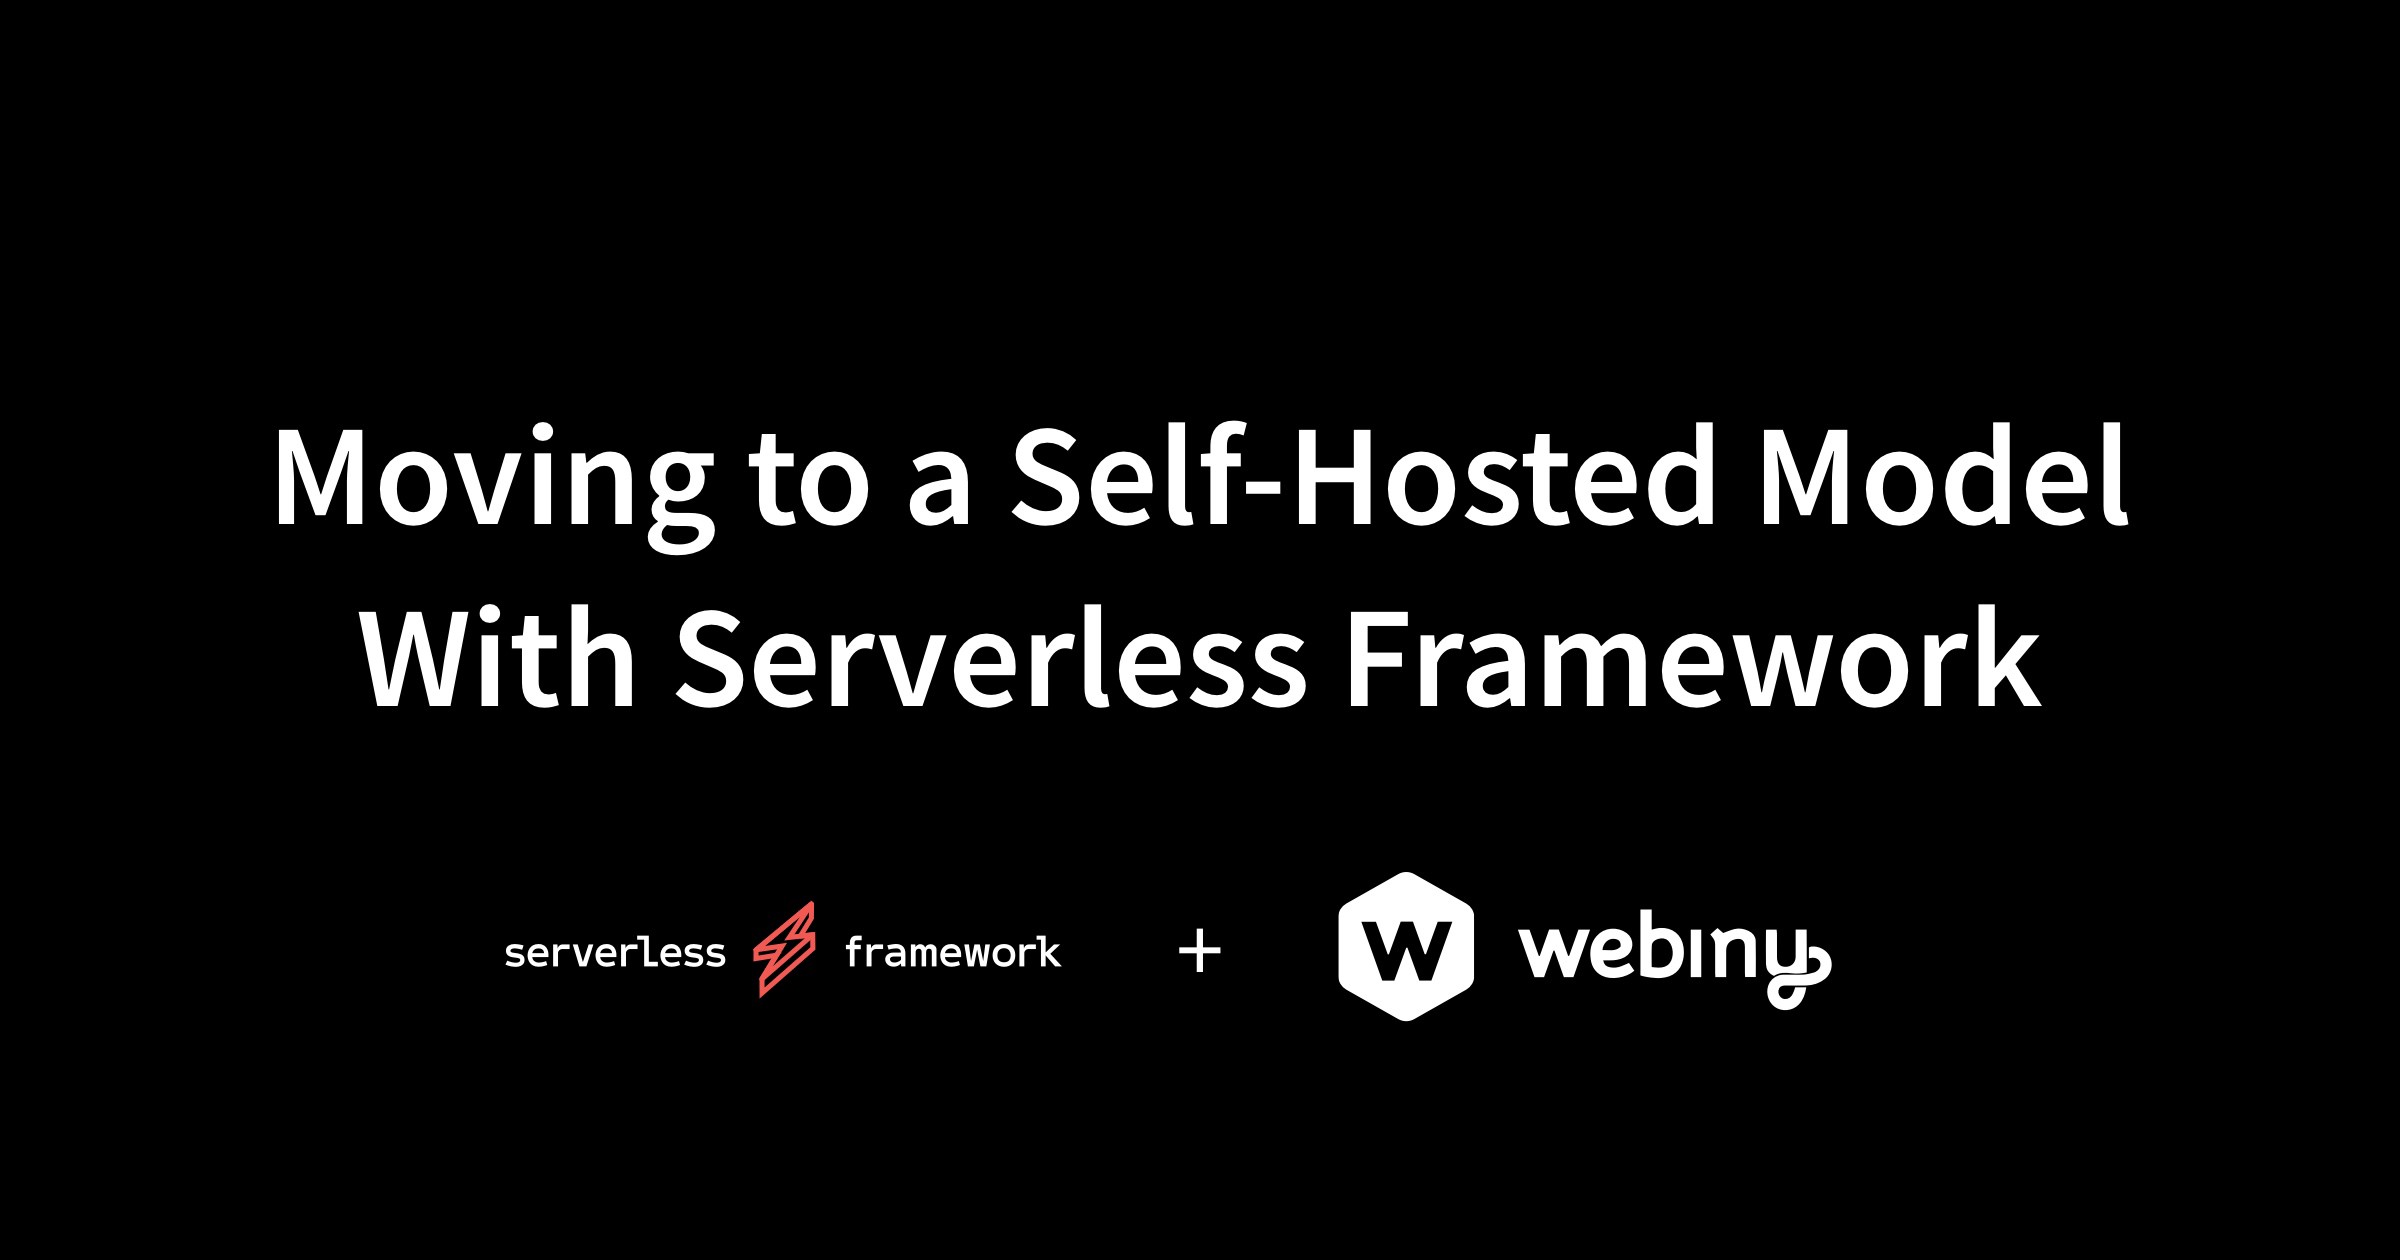 Moving to a Self-Hosted Model
With Serverless Framework
serverless framework + W webiny